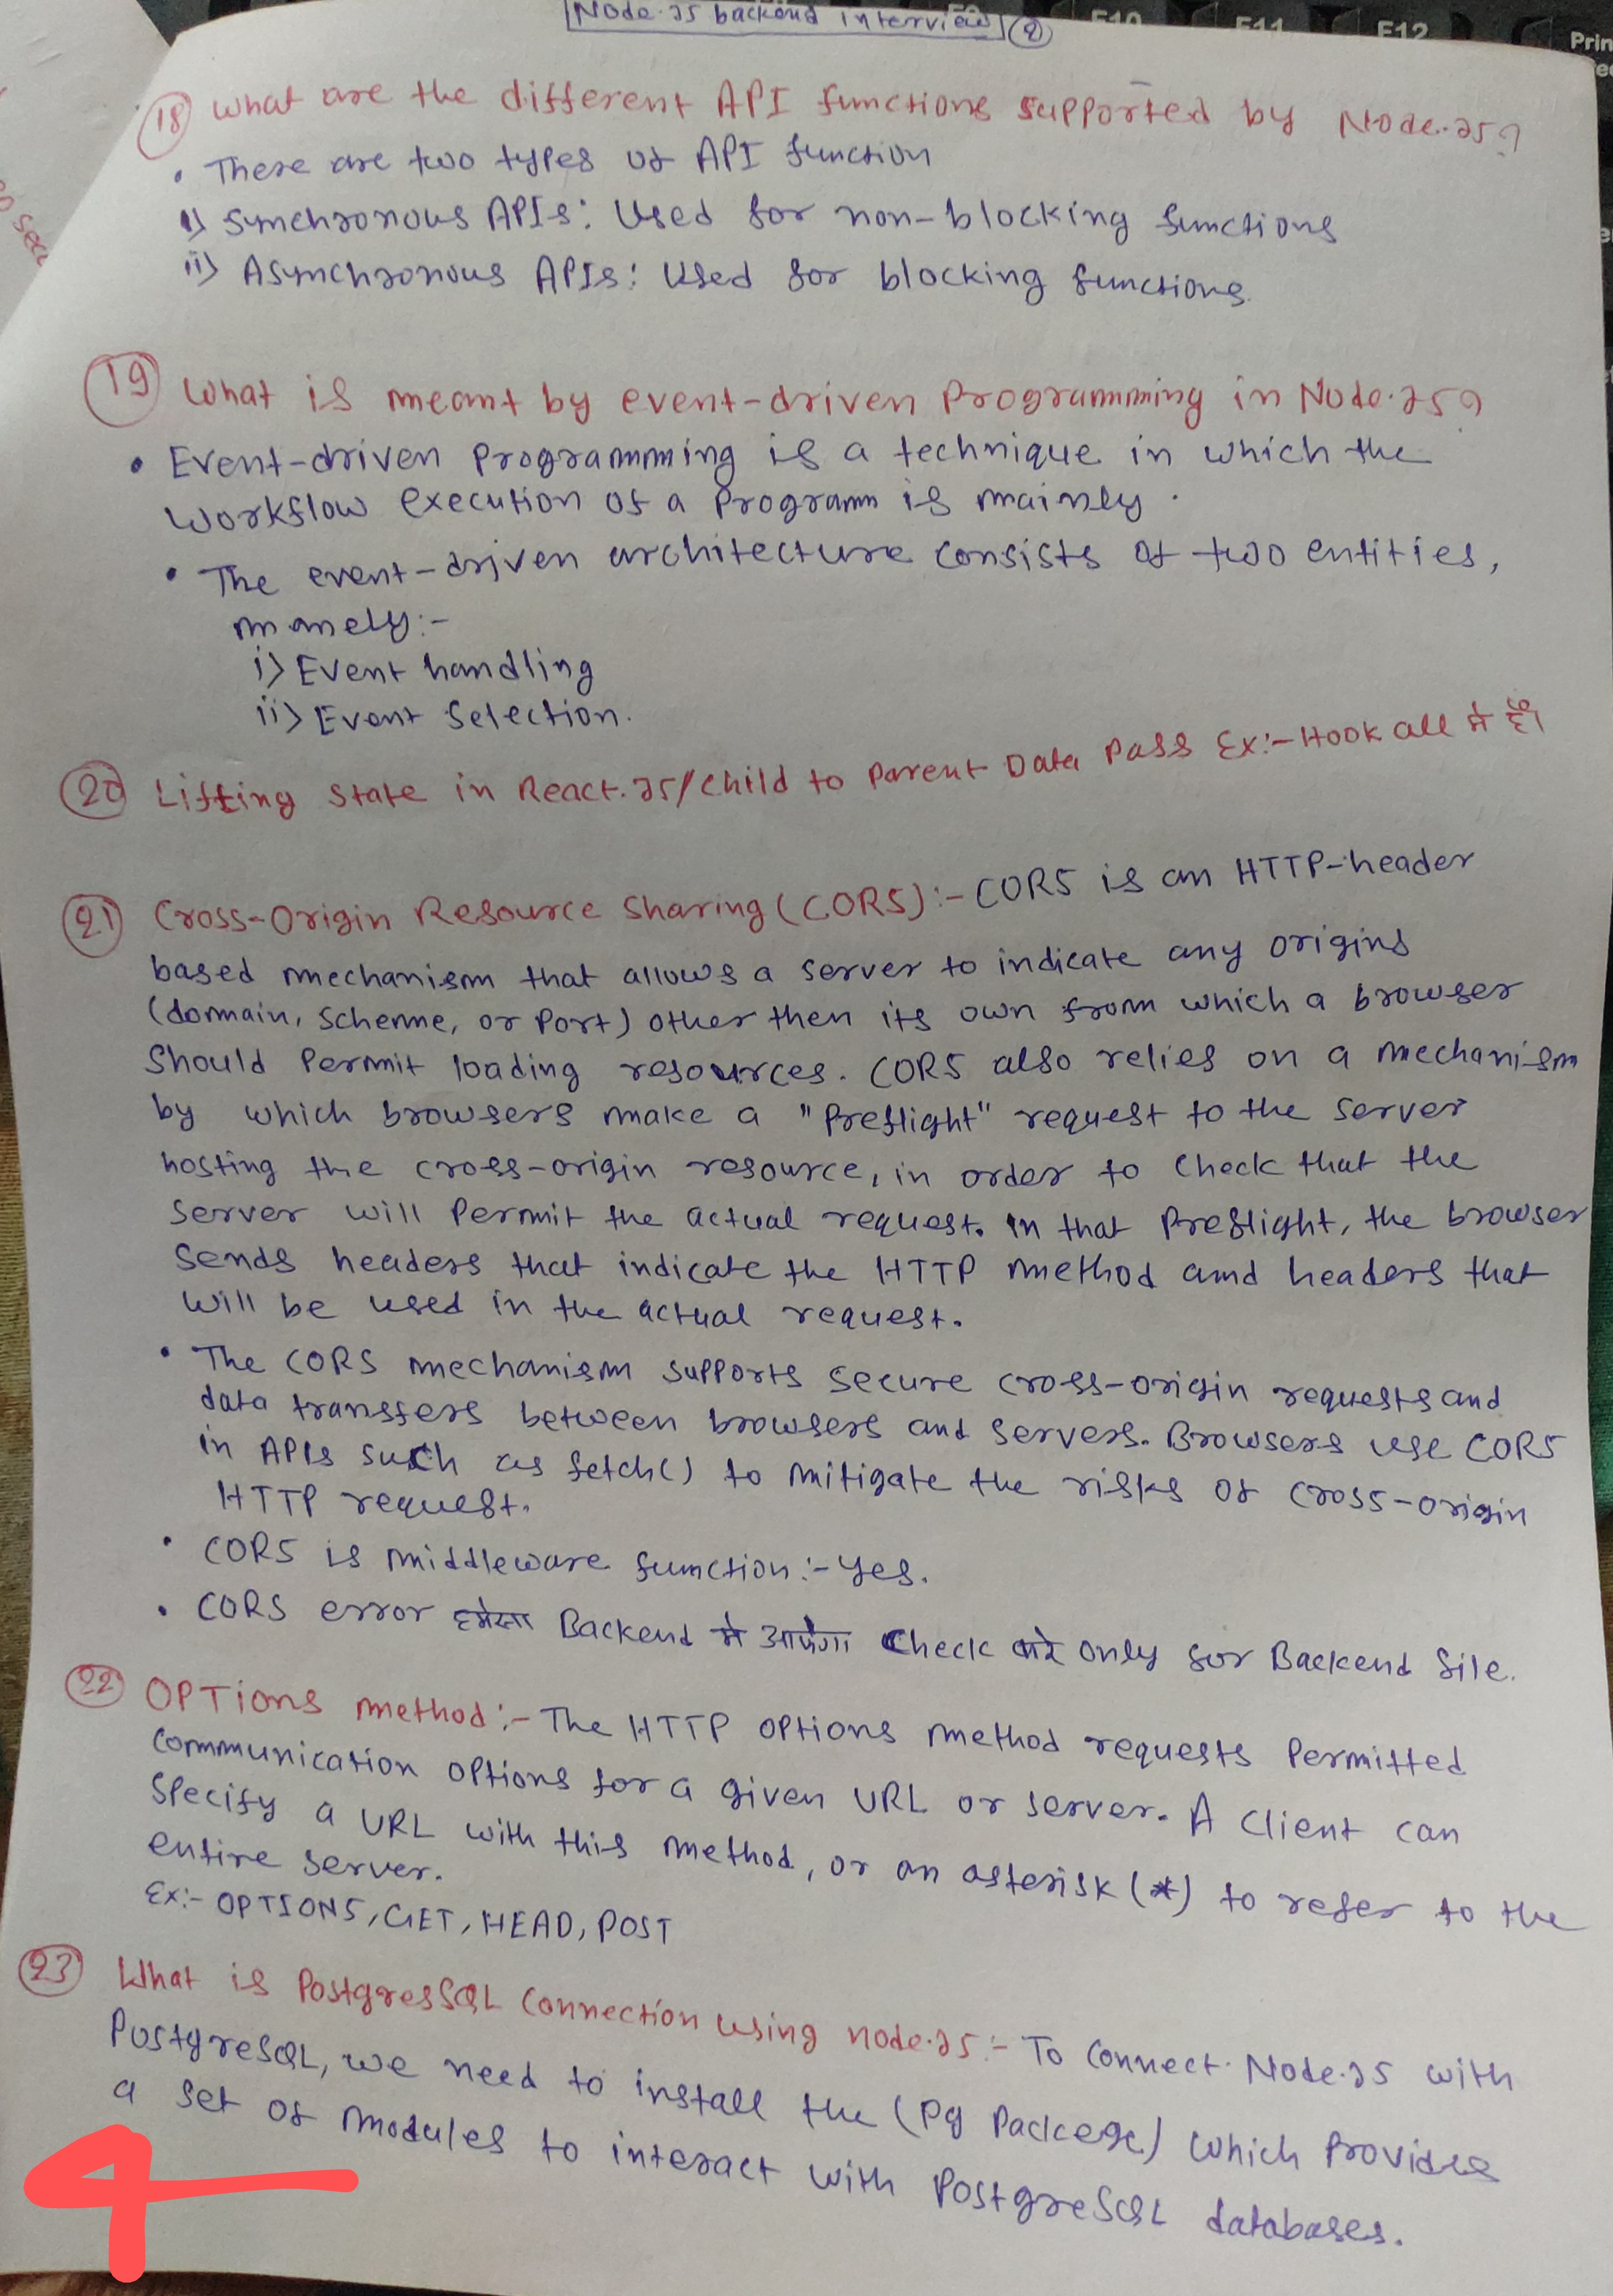 Node.JS backend interview (2)
(18) What are the different API functions supported by Node.JS?
• There are two types of API function
i) Synchronous APIs: Used for non-blocking functions
ii) Asynchronous APIs: Used for blocking functions.
(19) What is meant by event-driven programming in Node.JS?
• Event-driven programming is a technique in which the
workflow execution of a programm is mainly.
• The event-driven architecture consists of two entities,
namely:-
i) Event handling
ii) Event Selection.
(20) Lifting state in React.JS/child to parent Data Pass Ex:- Hook all में है।
(21) Cross-Origin Resource Sharing (CORS):- CORS is an HTTP-header
based mechanism that allows a server to indicate any origins
(domain, scheme, or port) other then its own from which a browser
should permit loading resources. CORS also relies on a mechanism
by which browsers make a "preflight" request to the server
hosting the cross-origin resource, in order to check that the
server will permit the actual request. In that preflight, the browser
sends headers that indicate the HTTP method and headers that
will be used in the actual request.
• The CORS mechanism supports secure cross-origin requests and
data transfers between browsers and servers. Browsers use CORS
in APIs such as fetch() to mitigate the risks of cross-origin
HTTP request.
• CORS is middleware function:- Yes.
• CORS error हमेशा Backend में आयेगा Check करे only for Backend file.
(22) OPTions method:- The HTTP options method requests permitted
communication options for a given URL or server. A client can
specify a URL with this method, or an asterisk (*) to refer to the
entire server.
Ex:- OPTIONS, GET, HEAD, POST
(23) What is PostgresSQL Connection using node.JS:- To connect Node.JS with
PostgreSQL, we need to install the (pg packege) which provides
a set of modules to interact with PostgreSQL databases.
4
F10
F11
F12
Prin